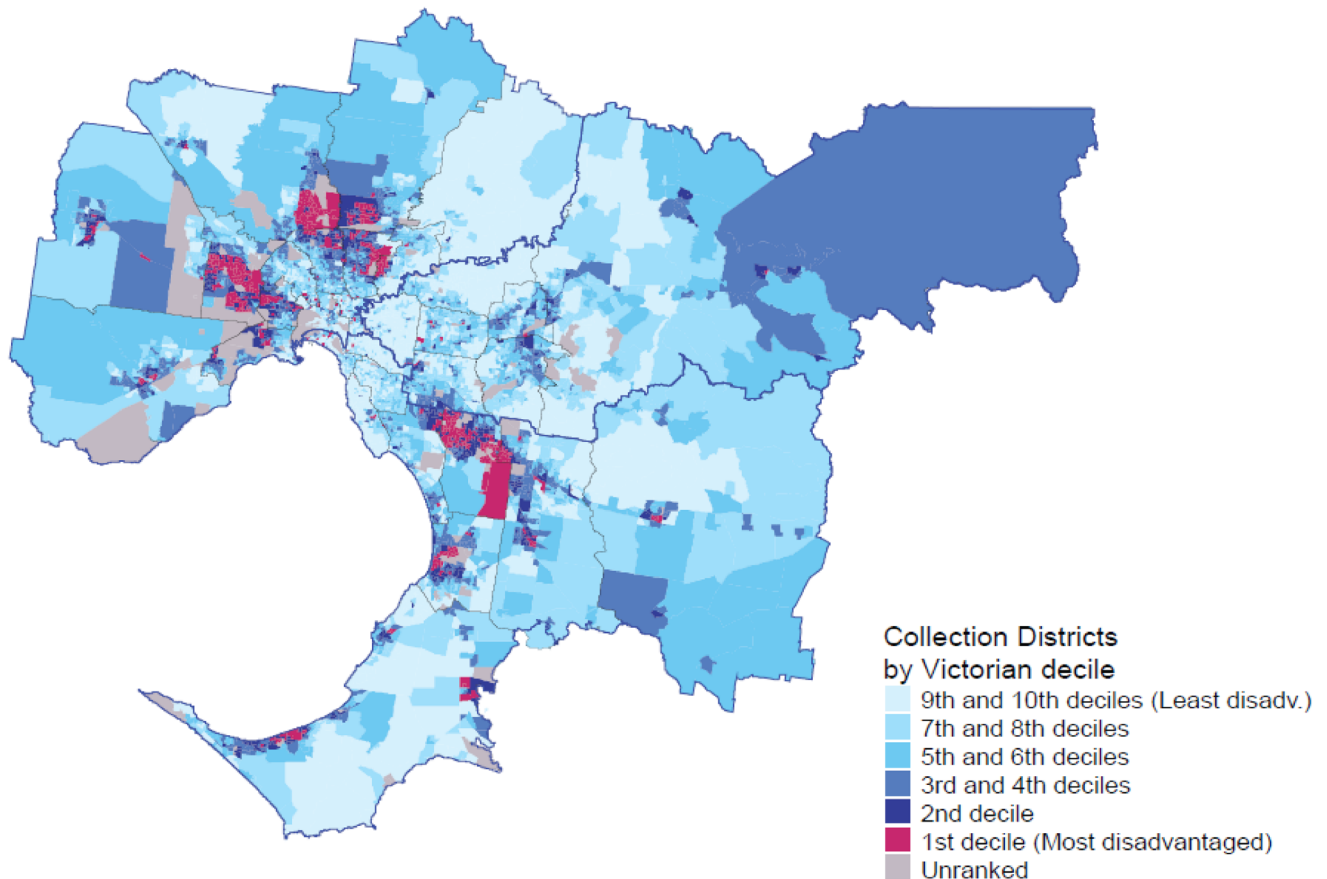 Collection Districts
by Victorian decile
9th and 10th deciles (Least disadv.)
7th and 8th deciles
5th and 6th deciles
3rd and 4th deciles
2nd decile
1st decile (Most disadvantaged)
Unranked